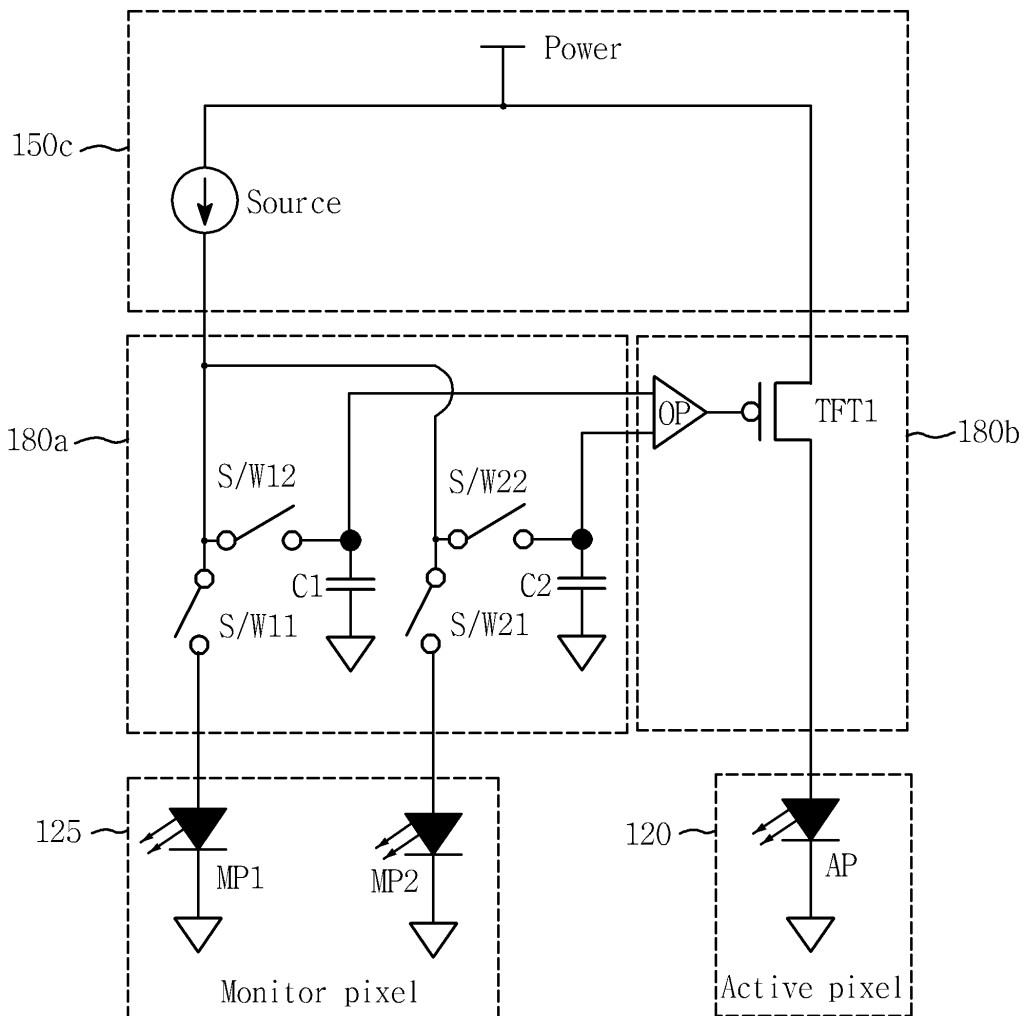 Power
150c
Source
180a
OP
TFT1
180b
S/W12
S/W22
C1
C2
S/W11
S/W21
125
MP1
MP2
120
AP
Monitor pixel
Active pixel